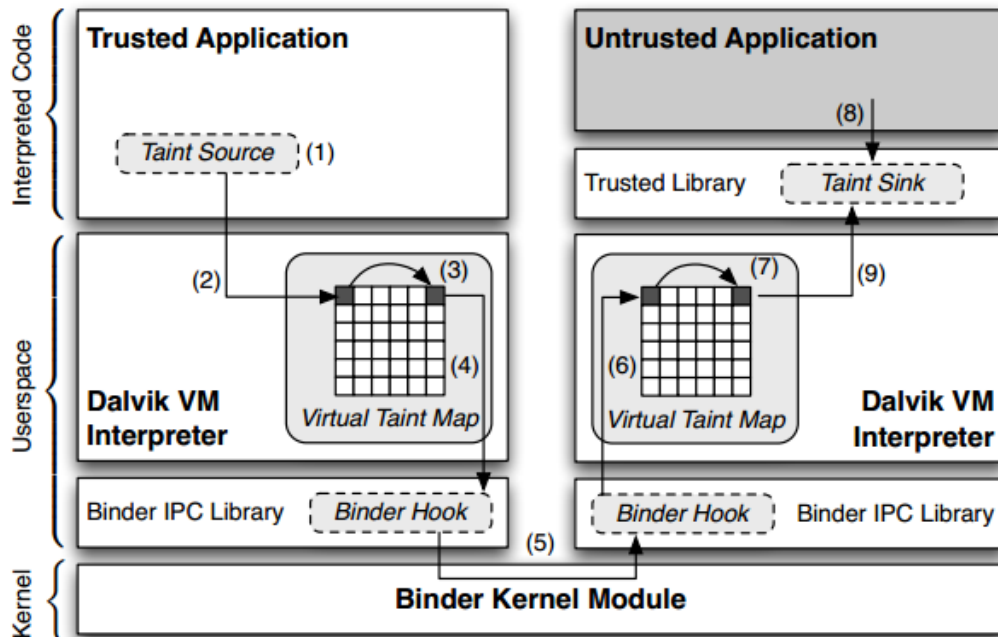 Interpreted Code
Trusted Application
Taint Source
(1)
Untrusted Application
(8)
Trusted Library
Taint Sink
Userspace
(2)
(3)
(4)
Virtual Taint Map
Dalvik VM
Interpreter
(6)
(7)
(9)
Virtual Taint Map
Dalvik VM
Interpreter
Binder IPC Library
Binder Hook
(5)
Binder Hook
Binder IPC Library
Kernel
Binder Kernel Module